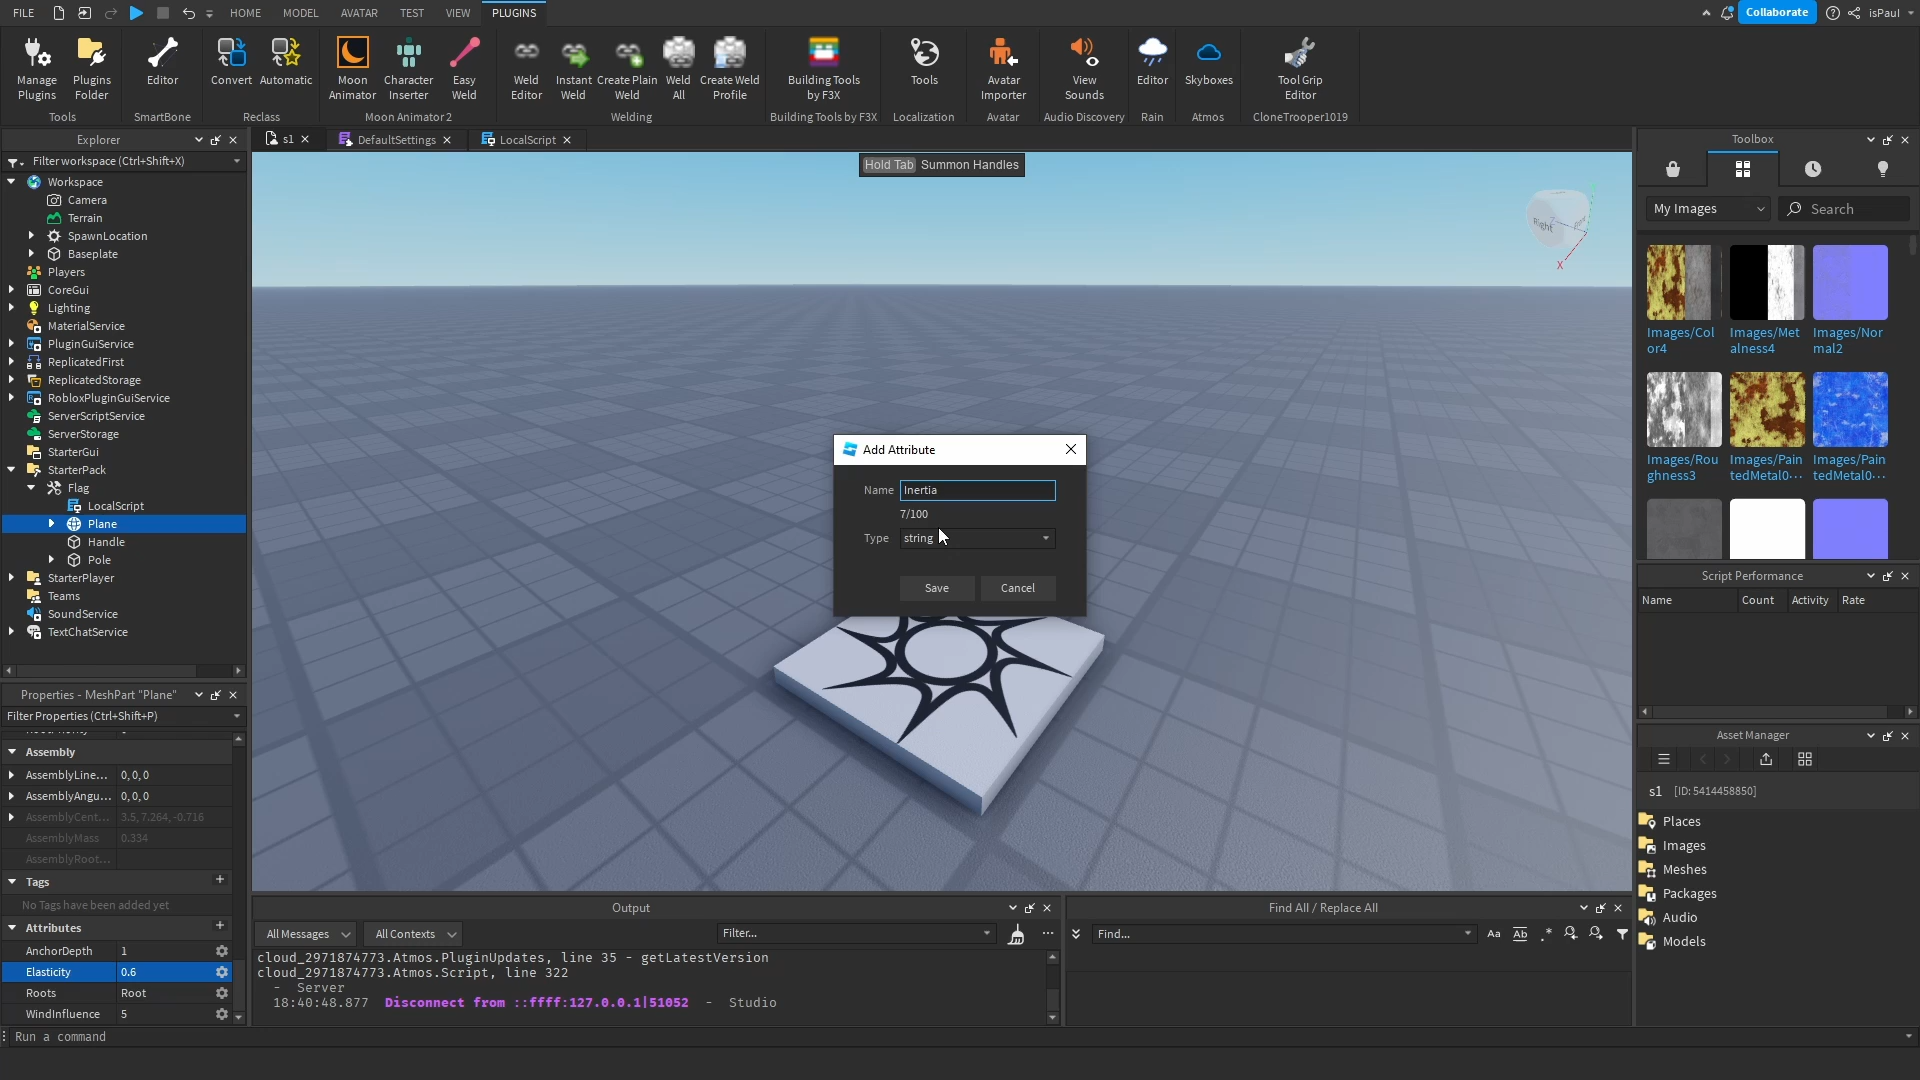 FILE
HOME
MODEL
AVATAR
TEST
VIEW
PLUGINS
Collaborate
isPaul
Manage Plugins
Plugins Folder
Editor
Convert
Automatic
Moon Animator
Character Inserter
Easy Weld
Weld Editor
Instant Weld
Create Plain Weld
Weld All
Create Weld Profile
Building Tools by F3X
Tools
Avatar Importer
View Sounds
Editor
Skyboxes
Tool Grip Editor
Tools
SmartBone
Reclass
Moon Animator 2
Welding
Building Tools by F3X
Localization
Avatar
Audio Discovery
Rain
Atmos
CloneTrooper1019
Explorer
Filter workspace (Ctrl+Shift+X)
Workspace
Camera
Terrain
SpawnLocation
Baseplate
Players
CoreGui
Lighting
MaterialService
PluginGuiService
ReplicatedFirst
ReplicatedStorage
RobloxPluginGuiService
ServerScriptService
ServerStorage
StarterGui
StarterPack
Flag
LocalScript
Plane
Handle
Pole
StarterPlayer
Teams
SoundService
TextChatService
Properties - MeshPart "Plane"
Filter Properties (Ctrl+Shift+P)
Assembly
AssemblyLine... 0, 0, 0
AssemblyAngu... 0, 0, 0
AssemblyCent... 3.5, 7.264, -0.716
AssemblyMass 0.334
AssemblyRoot...
Tags
No Tags have been added yet
Attributes
AnchorDepth 1
Elasticity 0.6
Roots Root
WindInfluence 5
Run a command
s1
DefaultSettings
LocalScript
Hold Tab Summon Handles
Right
X
Add Attribute
Name Inertia
7/100
Type string
Save
Cancel
Output
All Messages
All Contexts
Filter...
cloud_2971874773.Atmos.PluginUpdates, line 35 - getLatestVersion
cloud_2971874773.Atmos.Script, line 322
- Server
18:40:48.877 Disconnect from ::ffff:127.0.0.1|51052 - Studio
Find All / Replace All
Find...
Aa
Ab
.*
Toolbox
My Images
Search
Images/Color4
Images/Metalness4
Images/Normal2
Images/Roughness3
Images/PaintedMetal0...
Images/PaintedMetal0...
Script Performance
Name
Count
Activity
Rate
Asset Manager
s1 [ID: 5414458850]
Places
Images
Meshes
Packages
Audio
Models